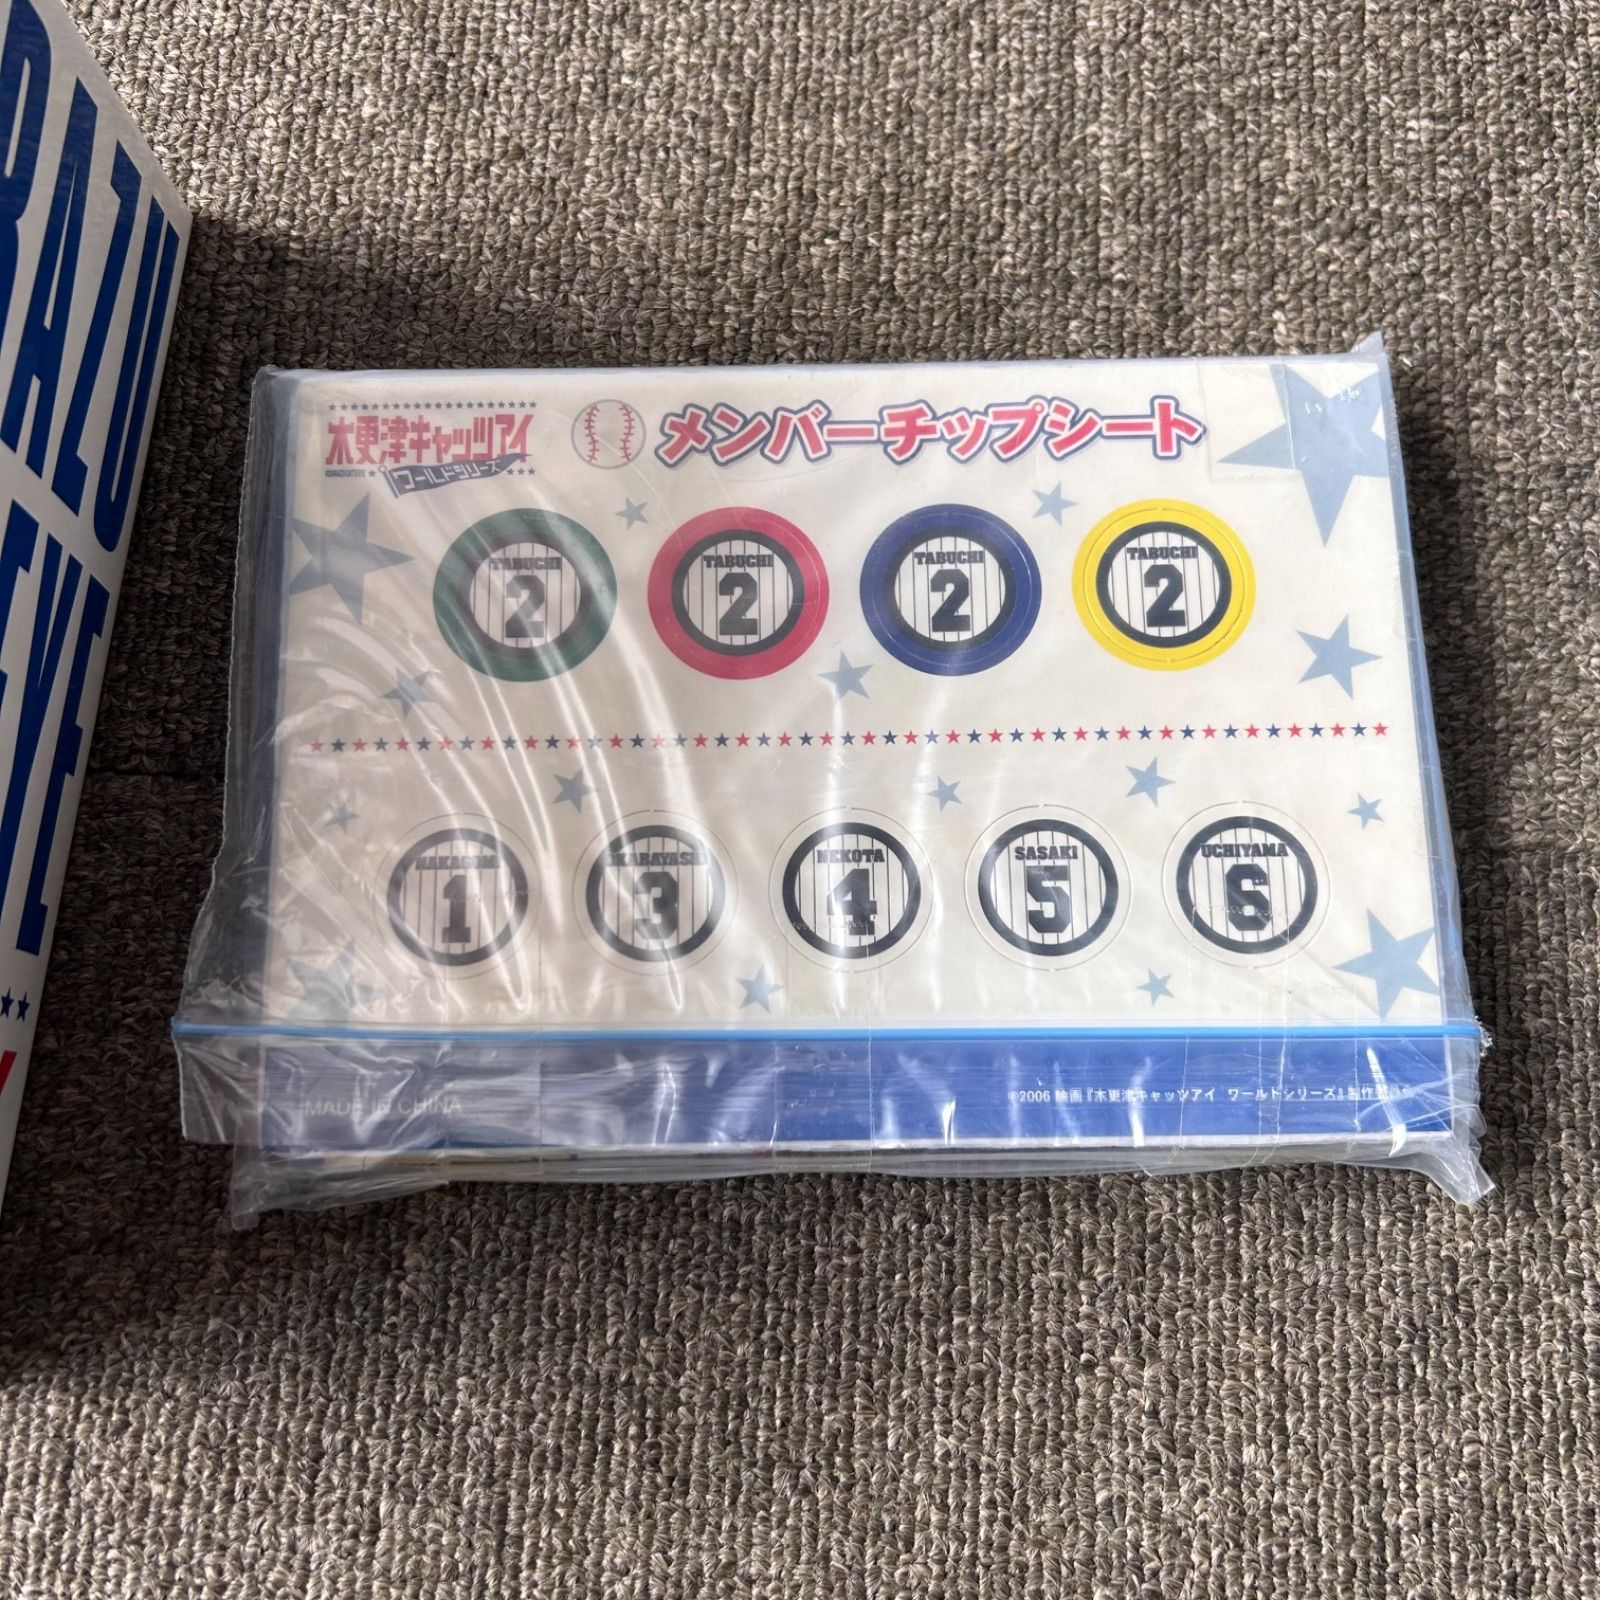 木更津キャッツアイ
ワールドシリーズ
メンバーチップシート
TABUCHI
2
TABUCHI
2
TABUCHI
2
TABUCHI
2
NAKAGOMI
1
OKABAYASHI
3
NEKOTA
4
SASAKI
5
UCHIYAMA
6
MADE IN CHINA
©2006 映画『木更津キャッツアイ ワールドシリーズ』製作委員会